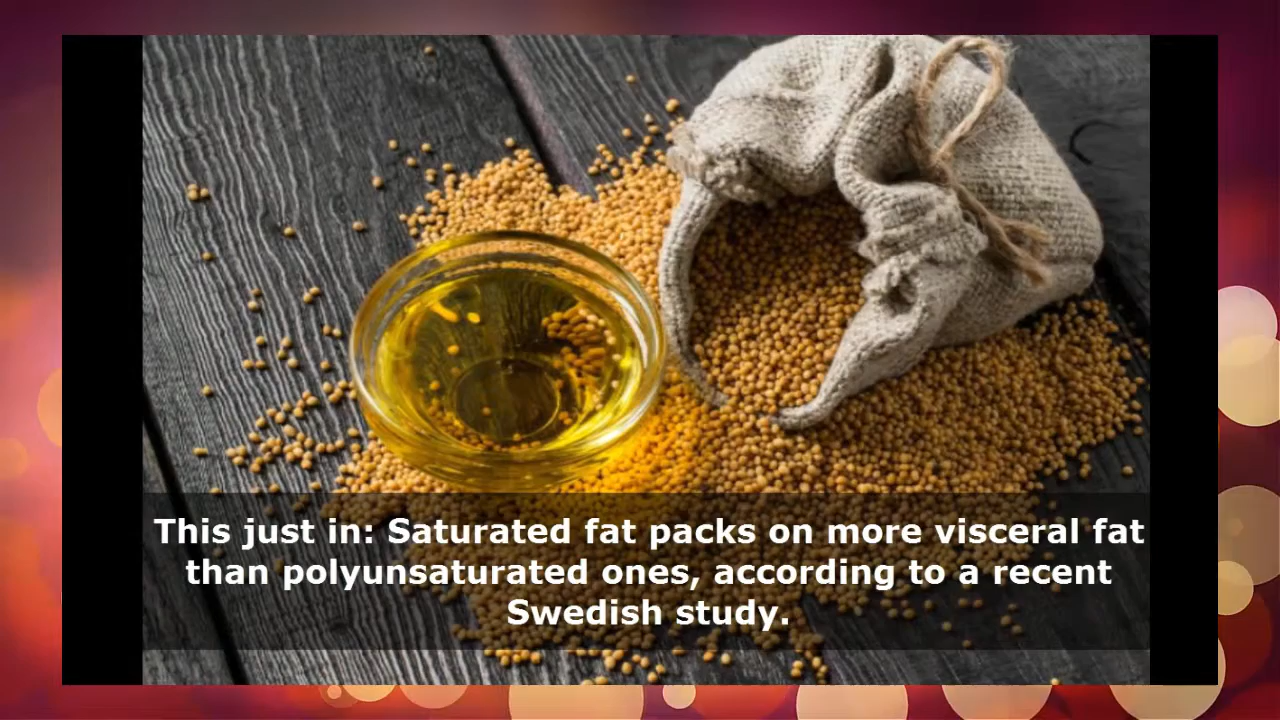 This just in: Saturated fat packs on more visceral fat
than polyunsaturated ones, according to a recent
Swedish study.